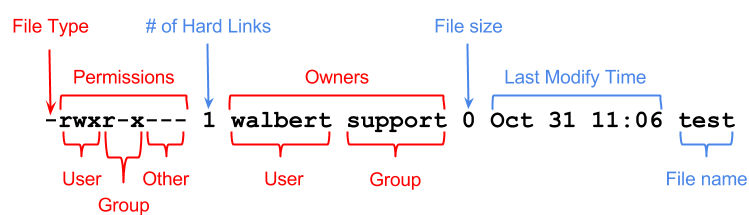 File Type # of Hard Links File size
Permissions Owners Last Modify Time
-rwxr-x--- 1 walbert support 0 Oct 31 11:06 test
User Other User Group File name
Group